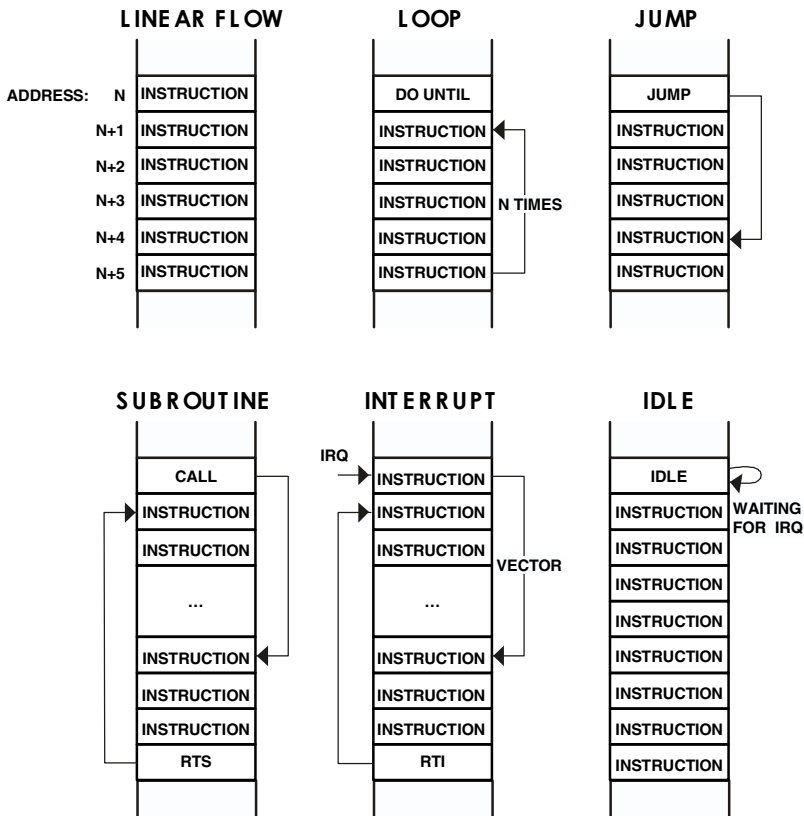 LINEAR FLOW
ADDRESS: N INSTRUCTION
N+1 INSTRUCTION
N+2 INSTRUCTION
N+3 INSTRUCTION
N+4 INSTRUCTION
N+5 INSTRUCTION
LOOP
DO UNTIL
INSTRUCTION
INSTRUCTION
INSTRUCTION
N TIMES
INSTRUCTION
INSTRUCTION
JUMP
JUMP
INSTRUCTION
INSTRUCTION
INSTRUCTION
INSTRUCTION
INSTRUCTION
SUBROUTINE
CALL
INSTRUCTION
INSTRUCTION
...
INSTRUCTION
INSTRUCTION
INSTRUCTION
RTS
INTERRUPT
IRQ
INSTRUCTION
INSTRUCTION
INSTRUCTION
VECTOR
...
INSTRUCTION
INSTRUCTION
INSTRUCTION
RTI
IDLE
IDLE
WAITING
FOR IRQ
INSTRUCTION
INSTRUCTION
INSTRUCTION
INSTRUCTION
INSTRUCTION
INSTRUCTION
INSTRUCTION
INSTRUCTION